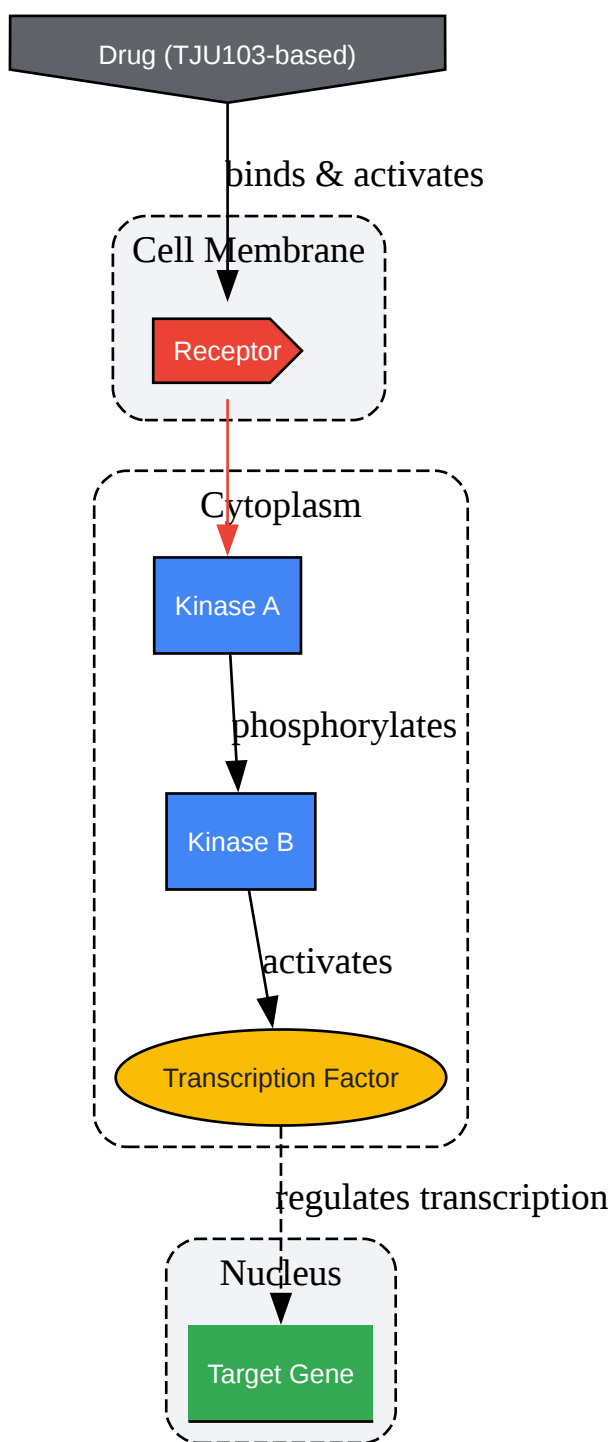 Drug (TJU103-based)
binds & activates
Cell Membrane
Receptor
Cytoplasm
Kinase A
phosphorylates
Kinase B
activates
Transcription Factor
regulates transcription
Nucleus
Target Gene